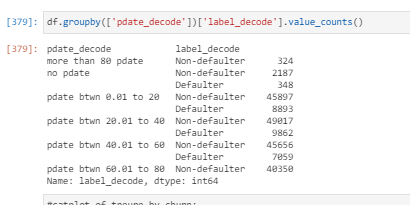 [379]: df.groupby(['pdate_decode'])['label_decode'].value_counts()
[379]: pdate_decode label_decode
more than 80 pdate Non-defaulter 324
no pdate Non-defaulter 2187
Defaulter 348
pdate btwn 0.01 to 20 Non-defaulter 45897
Defaulter 8893
pdate btwn 20.01 to 40 Non-defaulter 49017
Defaulter 9862
pdate btwn 40.01 to 60 Non-defaulter 45656
Defaulter 7059
pdate btwn 60.01 to 80 Non-defaulter 40350
Name: label_decode, dtype: int64